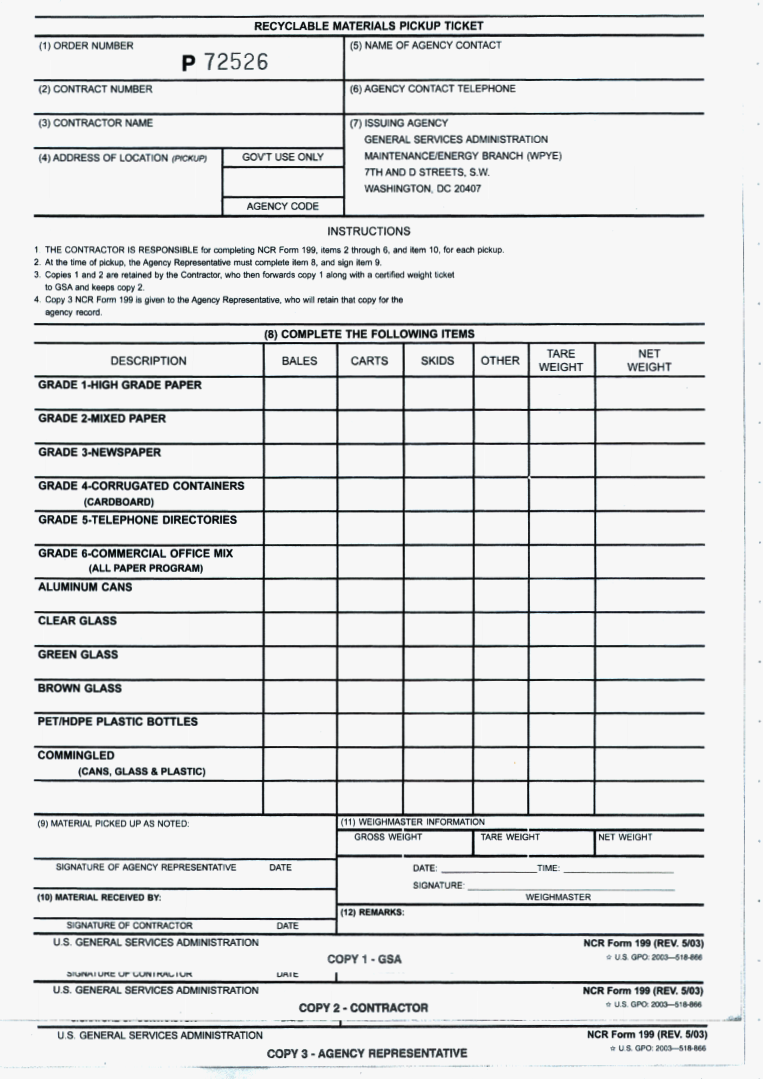 RECYCLABLE MATERIALS PICKUP TICKET
(1) ORDER NUMBER
P 72526
(5) NAME OF AGENCY CONTACT
(2) CONTRACT NUMBER
(6) AGENCY CONTACT TELEPHONE
(3) CONTRACTOR NAME
(7) ISSUING AGENCY
GENERAL SERVICES ADMINISTRATION
MAINTENANCE/ENERGY BRANCH (WPYE)
7TH AND D STREETS, S.W.
WASHINGTON, DC 20407
(4) ADDRESS OF LOCATION (PICKUP)
GOV'T USE ONLY
AGENCY CODE
INSTRUCTIONS
1 THE CONTRACTOR IS RESPONSIBLE for completing NCR Form 199, items 2 through 6, and item 10, for each pickup.
2. At the time of pickup, the Agency Representative must complete item 8, and sign item 9.
3. Copies 1 and 2 are retained by the Contractor, who then forwards copy 1 along with a certified weight ticket
to GSA and keeps copy 2.
4. Copy 3 NCR Form 199 is given to the Agency Representative, who will retain that copy for the
agency record.
(8) COMPLETE THE FOLLOWING ITEMS
DESCRIPTION BALES CARTS SKIDS OTHER TARE WEIGHT NET WEIGHT
GRADE 1-HIGH GRADE PAPER
GRADE 2-MIXED PAPER
GRADE 3-NEWSPAPER
GRADE 4-CORRUGATED CONTAINERS
(CARDBOARD)
GRADE 5-TELEPHONE DIRECTORIES
GRADE 6-COMMERCIAL OFFICE MIX
(ALL PAPER PROGRAM)
ALUMINUM CANS
CLEAR GLASS
GREEN GLASS
BROWN GLASS
PET/HDPE PLASTIC BOTTLES
COMMINGLED
(CANS, GLASS & PLASTIC)
(9) MATERIAL PICKED UP AS NOTED:
SIGNATURE OF AGENCY REPRESENTATIVE DATE
(10) MATERIAL RECEIVED BY:
SIGNATURE OF CONTRACTOR DATE
(11) WEIGHMASTER INFORMATION
GROSS WEIGHT TARE WEIGHT NET WEIGHT
DATE: TIME:
SIGNATURE:
WEIGHMASTER
(12) REMARKS:
U.S. GENERAL SERVICES ADMINISTRATION
NCR Form 199 (REV. 5/03)
COPY 1 - GSA
☆ U.S. GPO: 2003—518-866
SIGNATURE OF CONTRACTOR DATE
U.S. GENERAL SERVICES ADMINISTRATION
NCR Form 199 (REV. 5/03)
COPY 2 - CONTRACTOR
☆ U.S. GPO: 2003—518-866
U.S. GENERAL SERVICES ADMINISTRATION
NCR Form 199 (REV. 5/03)
COPY 3 - AGENCY REPRESENTATIVE
☆ U.S. GPO: 2003—518-866